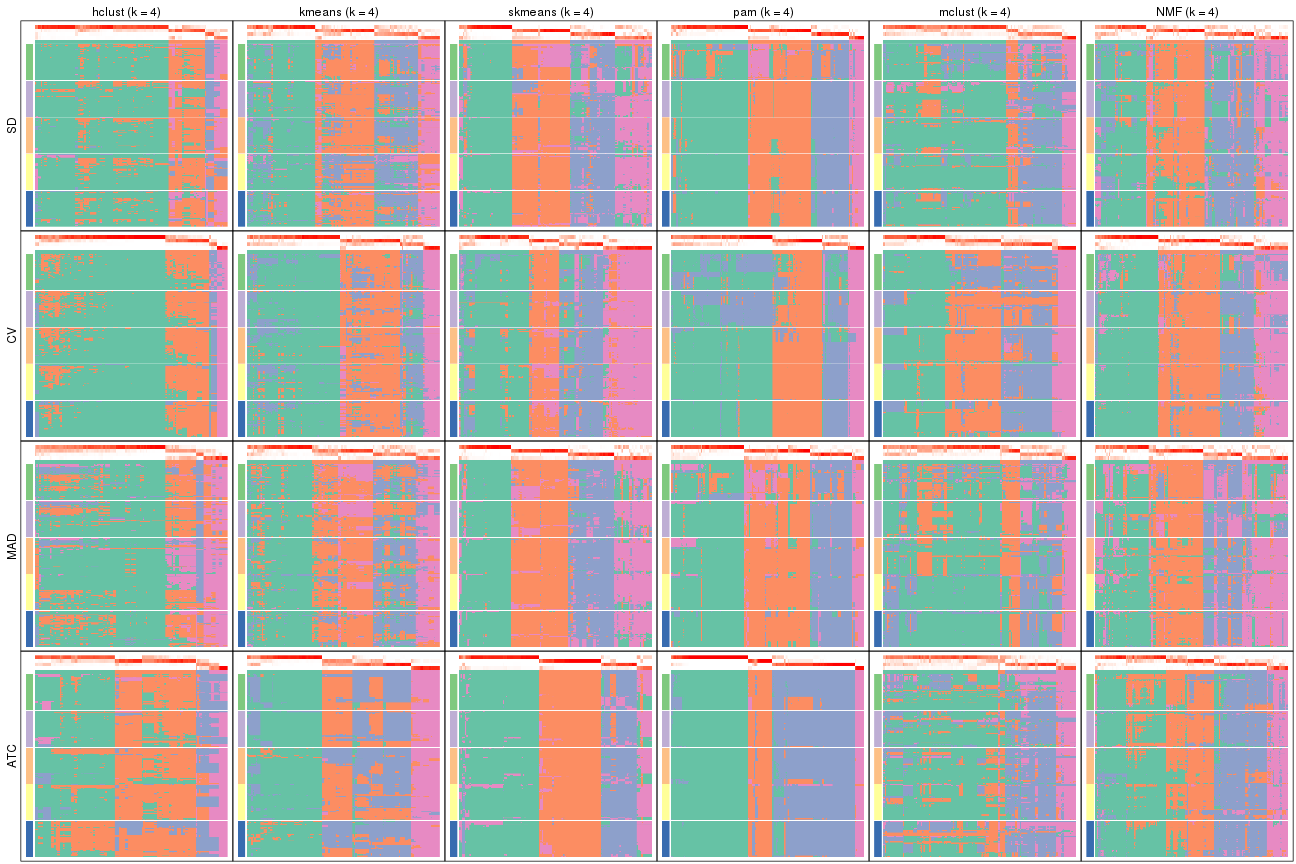 hclust (k = 4) kmeans (k = 4) skmeans (k = 4) pam (k = 4) mclust (k = 4) NMF (k = 4)
SD
CV
MAD
ATC